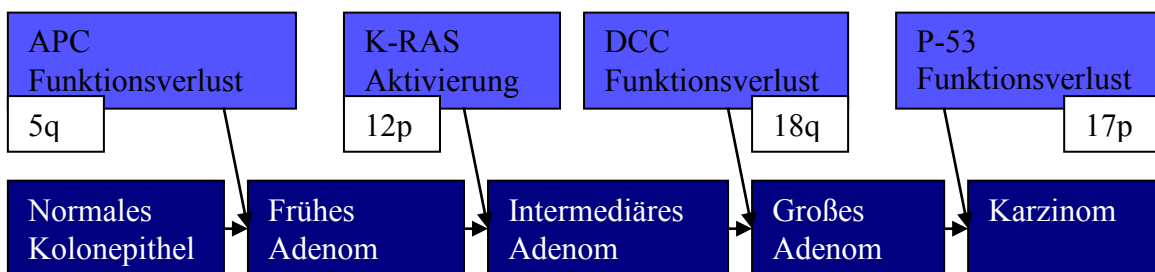 APC
Funktionsverlust
5q
K-RAS
Aktivierung
12p
DCC
Funktionsverlust
18q
P-53
Funktionsverlust
17p
Normales
Kolonepithel
Frühes
Adenom
Intermediäres
Adenom
Großes
Adenom
Karzinom